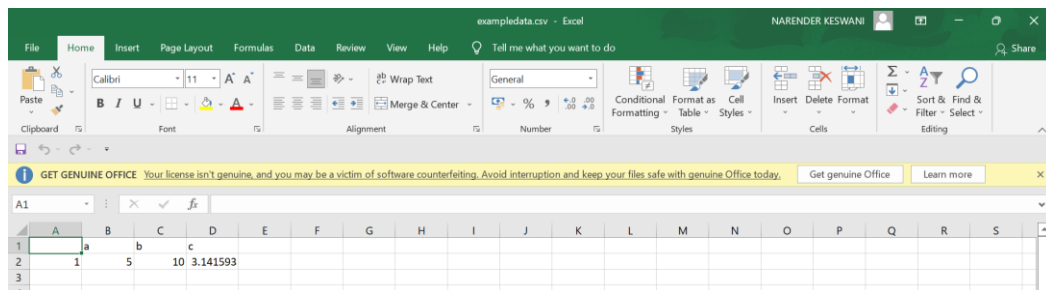 exampledata.csv - Excel
NARENDER KESWANI
File Home Insert Page Layout Formulas Data Review View Help Tell me what you want to do Share
Calibri 11 A A ab Wrap Text General Σ
Paste B I U A Merge & Center % 9 .00 Conditional Format as Cell Insert Delete Format Sort & Find &
Formatting Table Styles Filter Select
Clipboard Font Alignment Number Styles Cells Editing
GET GENUINE OFFICE Your license isn't genuine, and you may be a victim of software counterfeiting. Avoid interruption and keep your files safe with genuine Office today. Get genuine Office Learn more
A1 fx
A B C D E F G H I J K L M N O P Q R S
1 a b c
2 1 5 10 3.141593
3